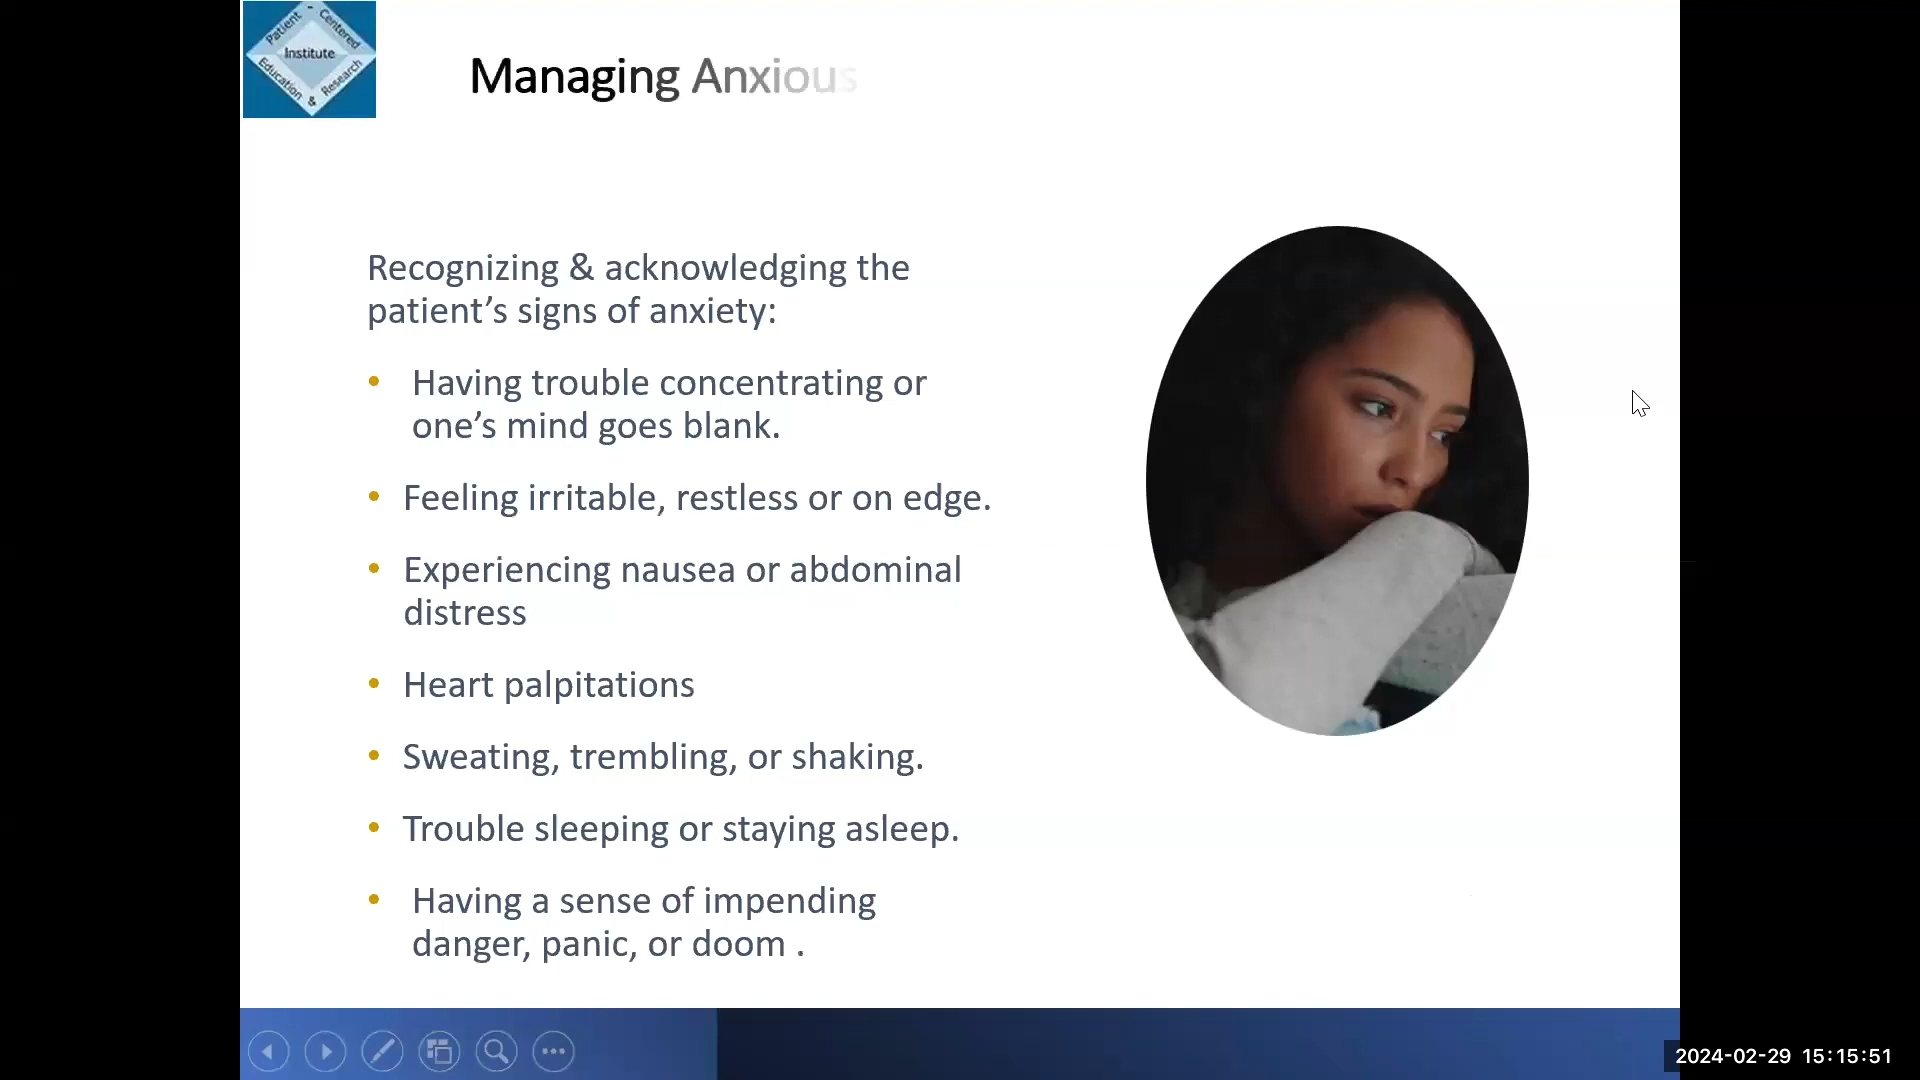 Patient - Centered
Institute
Education & Research
Managing Anxious
Recognizing & acknowledging the
patient’s signs of anxiety:
• Having trouble concentrating or
one’s mind goes blank.
• Feeling irritable, restless or on edge.
• Experiencing nausea or abdominal
distress
• Heart palpitations
• Sweating, trembling, or shaking.
• Trouble sleeping or staying asleep.
• Having a sense of impending
danger, panic, or doom .
2024-02-29 15:15:51